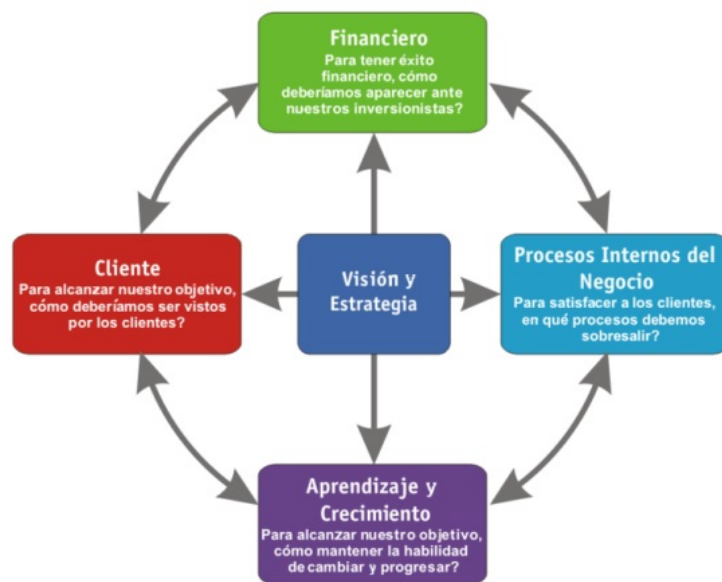 Financiero
Para tener éxito
financiero, cómo
deberíamos aparecer ante
nuestros inversionistas?
Cliente
Para alcanzar nuestro objetivo,
cómo deberíamos ser vistos
por los clientes?
Visión y
Estrategia
Procesos Internos del
Negocio
Para satisfacer a los clientes,
en qué procesos debemos
sobresalir?
Aprendizaje y
Crecimiento
Para alcanzar nuestro objetivo,
cómo mantener la habilidad
de cambiar y progresar?